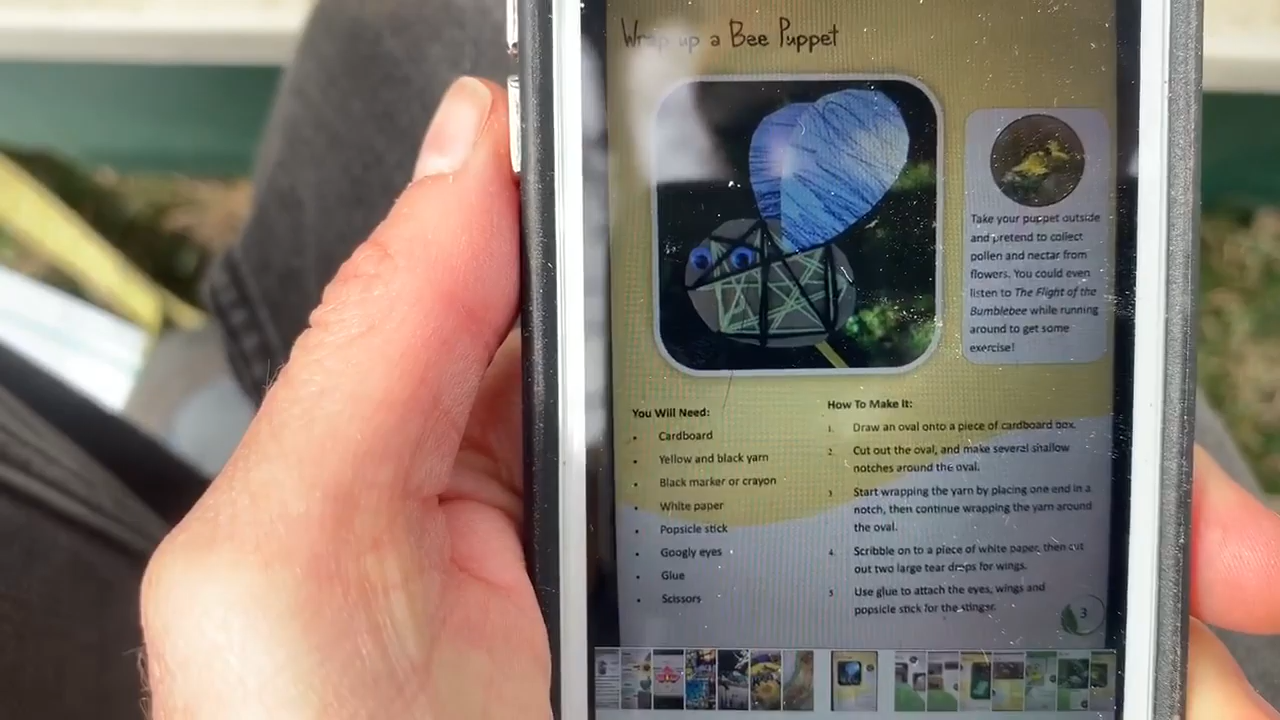 Wrap up a Bee Puppet
Take your puppet outside
and pretend to collect
pollen and nectar from
flowers. You could even
listen to The Flight of the
Bumblebee while running
around to get some
exercise!
You Will Need:
• Cardboard
• Yellow and black yarn
• Black marker or crayon
• White paper
• Popsicle stick
• Googly eyes
• Glue
• Scissors
How To Make It:
1. Draw an oval onto a piece of cardboard box.
2. Cut out the oval, and make several shallow
notches around the oval.
3 Start wrapping the yarn by placing one end in a
notch, then continue wrapping the yarn around
the oval.
4. Scribble on to a piece of white paper, then cut
out two large tear drops for wings.
5 Use glue to attach the eyes, wings and
popsicle stick for the stinger.
3